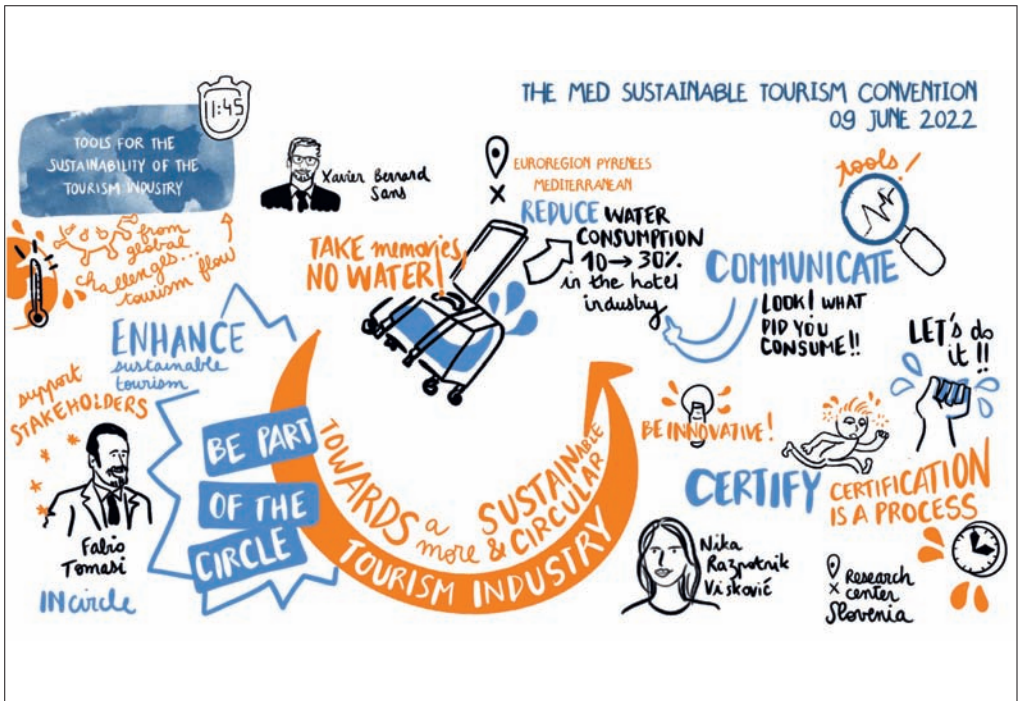 THE MED SUSTAINABLE TOURISM CONVENTION
09 JUNE 2022
11:45
TOOLS FOR THE
SUSTAINABILITY OF THE
TOURISM INDUSTRY
from
global
challenges...
tourism flow
Xavier Bernard
Sans
EUROREGION PYRENEES
MEDITERRANEAN
TAKE memories,
NO WATER!
REDUCE WATER
CONSUMPTION
10→30%
in the hotel
industry
tools!
COMMUNICATE
LOOK! WHAT
DID YOU
CONSUME!!
ENHANCE
sustainable
tourism
support
STAKEHOLDERS
Fabio
Tomasi
INcircle
BE PART
OF THE
CIRCLE
TOWARDS a
more SUSTAINABLE
& CIRCULAR
TOURISM INDUSTRY
LET's do
it!!
BE INNOVATIVE!
CERTIFY
CERTIFICATION
IS A PROCESS
Nika
Razpotnik
Visković
Research
center
Slovenia